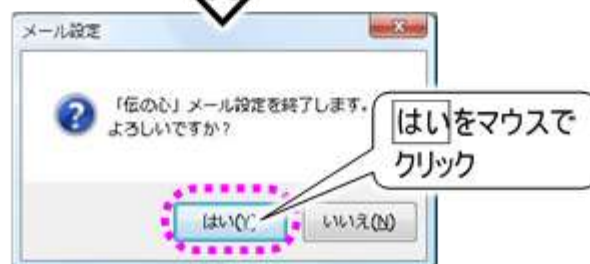 メール設定
「伝の心」メール設定を終了します。
よろしいですか?
はいをマウスで
クリック
はい(Y)
いいえ(N)